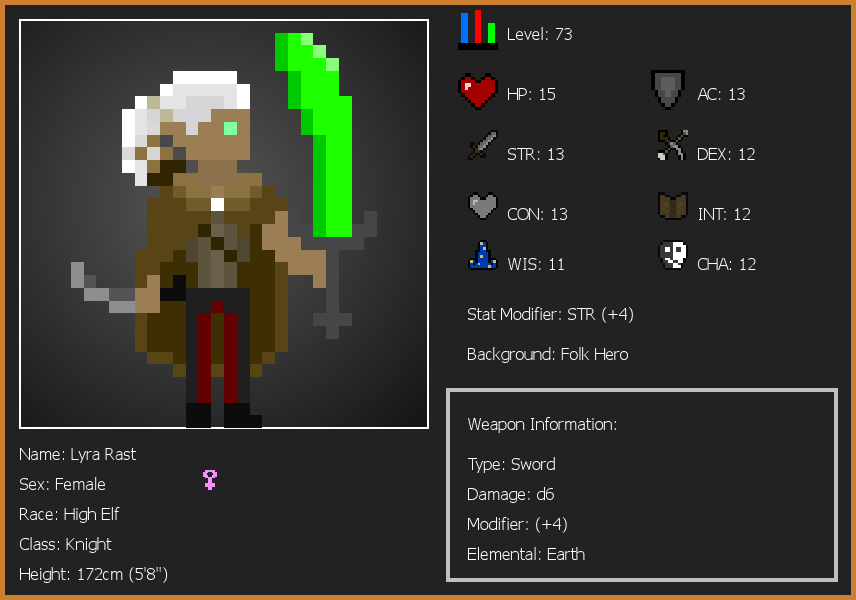 Level: 73
HP: 15
AC: 13
STR: 13
DEX: 12
CON: 13
INT: 12
WIS: 11
CHA: 12
Stat Modifier: STR (+4)
Background: Folk Hero
Weapon Information:
Type: Sword
Damage: d6
Modifier: (+4)
Elemental: Earth
Name: Lyra Rast
Sex: Female
Race: High Elf
Class: Knight
Height: 172cm (5'8")